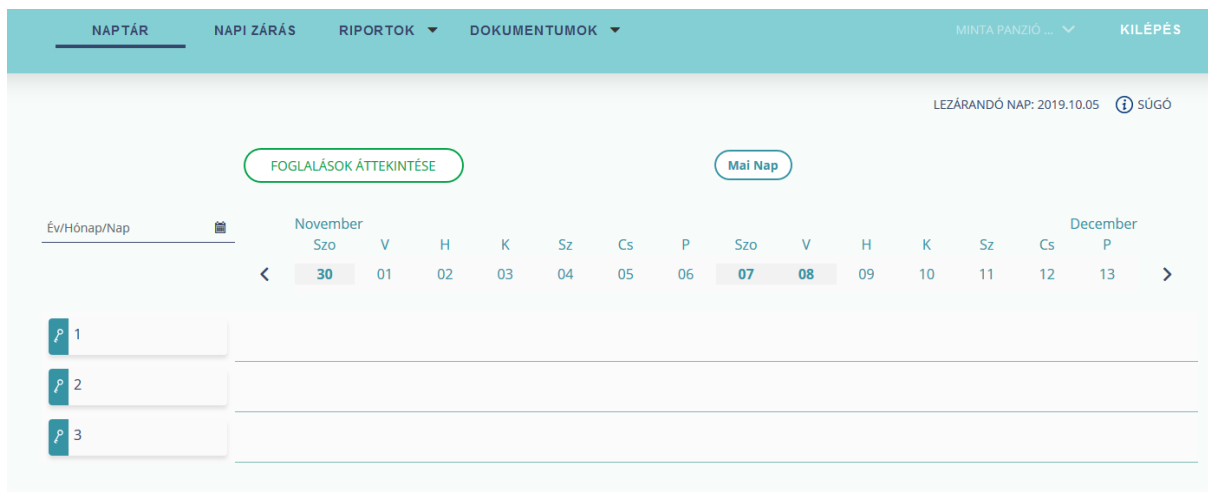 NAPTÁR NAPI ZÁRÁS RIPORTOK DOKUMENTUMOK MINTA PANZIÓ ... KILÉPÉS
LEZÁRANDÓ NAP: 2019.10.05 SÚGÓ
FOGLALÁSOK ÁTTEKINTÉSE Mai Nap
Év/Hónap/Nap November December
Szo V H K Sz Cs P Szo V H K Sz Cs P
30 01 02 03 04 05 06 07 08 09 10 11 12 13
1
2
3